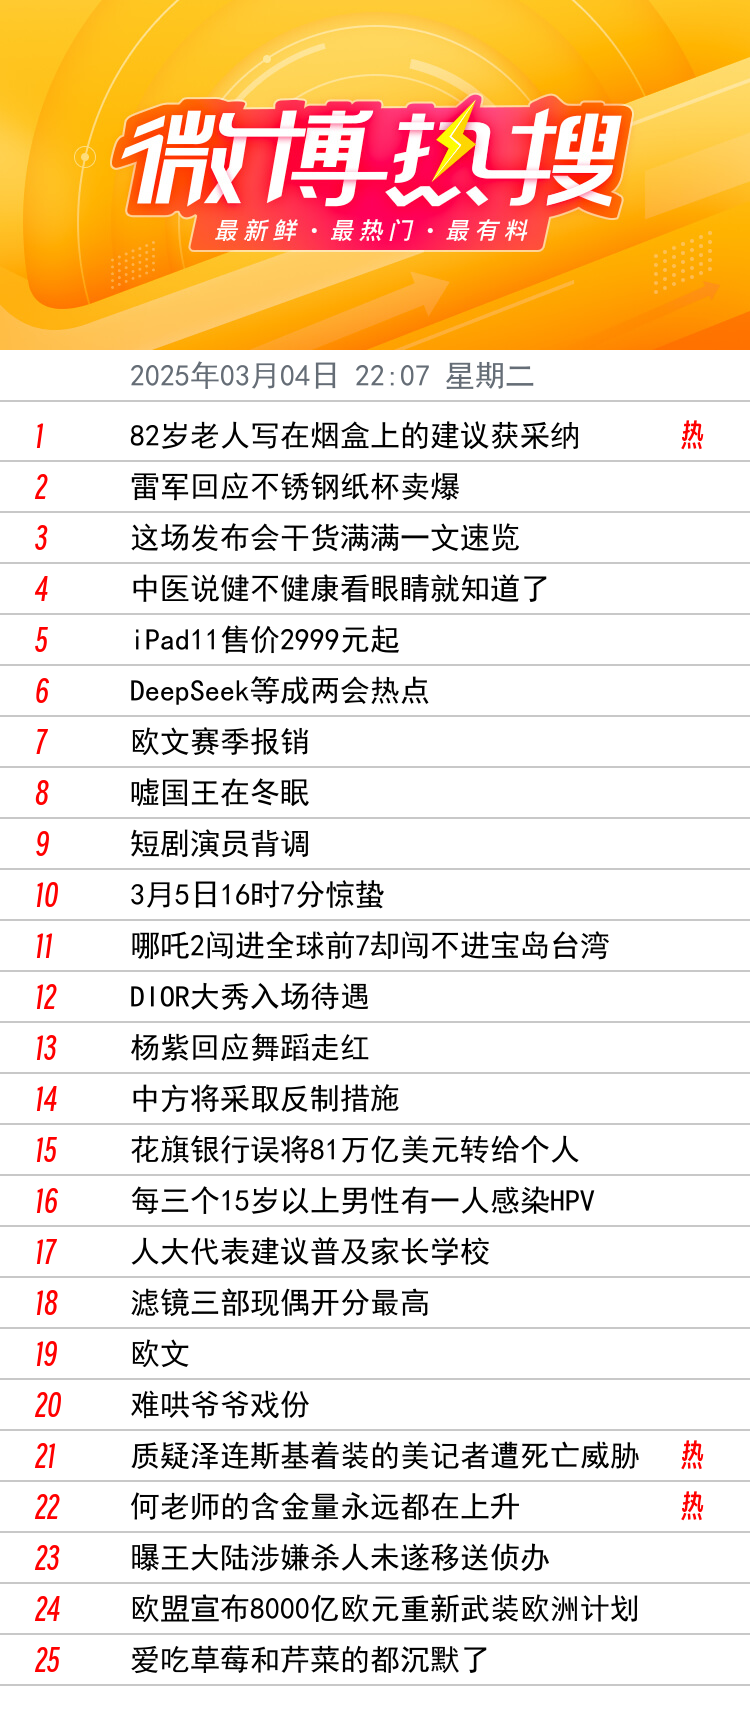 微博热搜
最新鲜·最热门·最有料
2025年03月04日 22:07 星期二
1 82岁老人写在烟盒上的建议获采纳 热
2 雷军回应不锈钢纸杯卖爆
3 这场发布会干货满满一文速览
4 中医说健不健康看眼睛就知道了
5 iPad11售价2999元起
6 DeepSeek等成两会热点
7 欧文赛季报销
8 嘘国王在冬眠
9 短剧演员背调
10 3月5日16时7分惊蛰
11 哪吒2闯进全球前7却闯不进宝岛台湾
12 DIOR大秀入场待遇
13 杨紫回应舞蹈走红
14 中方将采取反制措施
15 花旗银行误将81万亿美元转给个人
16 每三个15岁以上男性有一人感染HPV
17 人大代表建议普及家长学校
18 滤镜三部现偶开分最高
19 欧文
20 难哄爷爷戏份
21 质疑泽连斯基着装的美记者遭死亡威胁 热
22 何老师的含金量永远都在上升 热
23 曝王大陆涉嫌杀人未遂移送侦办
24 欧盟宣布8000亿欧元重新武装欧洲计划
25 爱吃草莓和芹菜的都沉默了